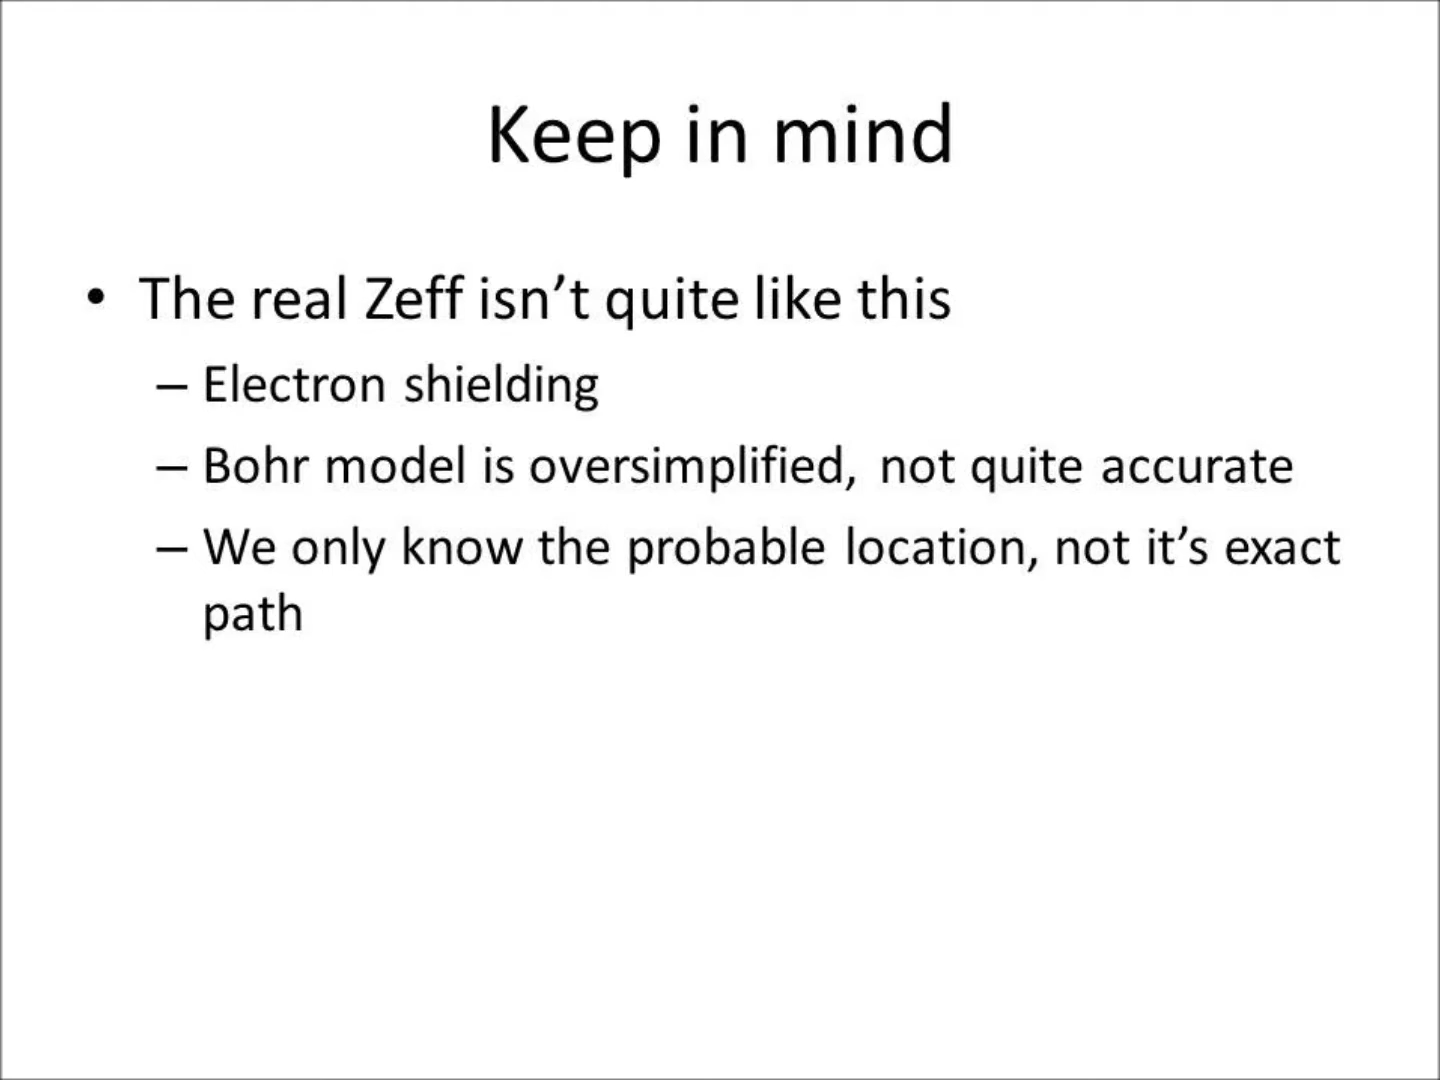 Keep in mind
• The real Zeff isn’t quite like this
– Electron shielding
– Bohr model is oversimplified, not quite accurate
– We only know the probable location, not it’s exact
path